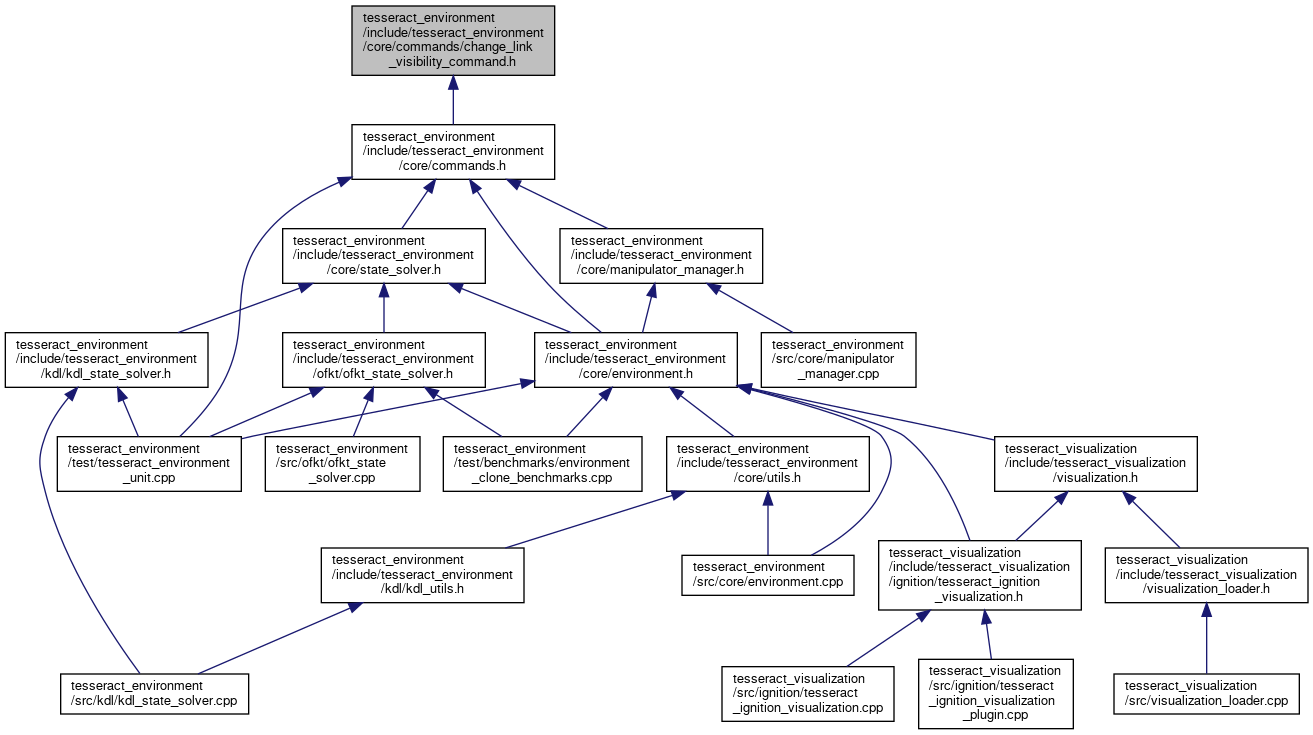 tesseract_environment
/include/tesseract_environment
/core/commands/change_link
_visibility_command.h
tesseract_environment
/include/tesseract_environment
/core/commands.h
tesseract_environment
/include/tesseract_environment
/core/state_solver.h
tesseract_environment
/include/tesseract_environment
/core/manipulator_manager.h
tesseract_environment
/include/tesseract_environment
/kdl/kdl_state_solver.h
tesseract_environment
/include/tesseract_environment
/ofkt/ofkt_state_solver.h
tesseract_environment
/include/tesseract_environment
/core/environment.h
tesseract_environment
/src/core/manipulator
_manager.cpp
tesseract_environment
/test/tesseract_environment
_unit.cpp
tesseract_environment
/src/ofkt/ofkt_state
_solver.cpp
tesseract_environment
/test/benchmarks/environment
_clone_benchmarks.cpp
tesseract_environment
/include/tesseract_environment
/core/utils.h
tesseract_visualization
/include/tesseract_visualization
/visualization.h
tesseract_environment
/include/tesseract_environment
/kdl/kdl_utils.h
tesseract_environment
/src/core/environment.cpp
tesseract_visualization
/include/tesseract_visualization
/ignition/tesseract_ignition
_visualization.h
tesseract_visualization
/include/tesseract_visualization
/visualization_loader.h
tesseract_environment
/src/kdl/kdl_state_solver.cpp
tesseract_visualization
/src/ignition/tesseract
_ignition_visualization.cpp
tesseract_visualization
/src/ignition/tesseract
_ignition_visualization
_plugin.cpp
tesseract_visualization
/src/visualization_loader.cpp